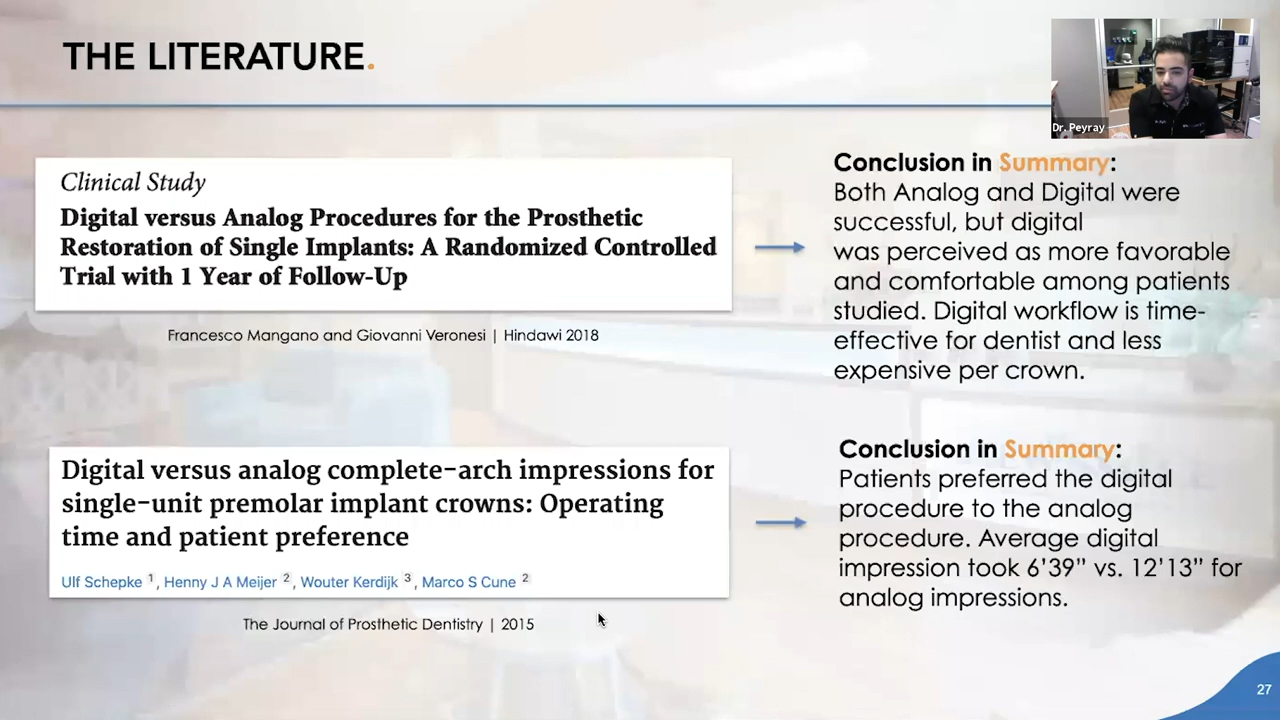 THE LITERATURE.
Dr. Peyray
Clinical Study
Digital versus Analog Procedures for the Prosthetic
Restoration of Single Implants: A Randomized Controlled
Trial with 1 Year of Follow-Up
Francesco Mangano and Giovanni Veronesi | Hindawi 2018
Conclusion in Summary:
Both Analog and Digital were
successful, but digital
was perceived as more favorable
and comfortable among patients
studied. Digital workflow is time-
effective for dentist and less
expensive per crown.
Digital versus analog complete-arch impressions for
single-unit premolar implant crowns: Operating
time and patient preference
Ulf Schepke 1, Henny J A Meijer 2, Wouter Kerdijk 3, Marco S Cune 2
The Journal of Prosthetic Dentistry | 2015
Conclusion in Summary:
Patients preferred the digital
procedure to the analog
procedure. Average digital
impression took 6’39” vs. 12’13” for
analog impressions.
27